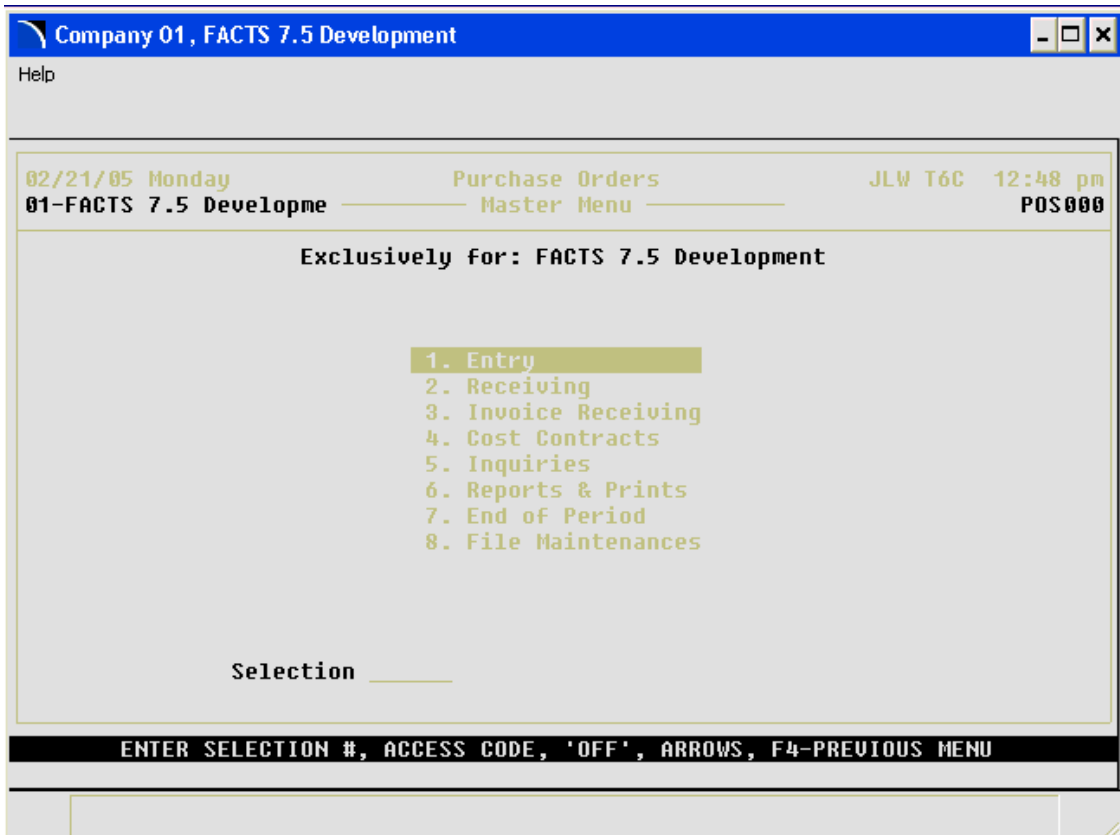 Company 01, FACTS 7.5 Development
Help
02/21/05 Monday Purchase Orders JLW T6C 12:48 pm
01-FACTS 7.5 Developme Master Menu POS000
Exclusively for: FACTS 7.5 Development
1. Entry
2. Receiving
3. Invoice Receiving
4. Cost Contracts
5. Inquiries
6. Reports & Prints
7. End of Period
8. File Maintenances
Selection ______
ENTER SELECTION #, ACCESS CODE, 'OFF', ARROWS, F4-PREVIOUS MENU